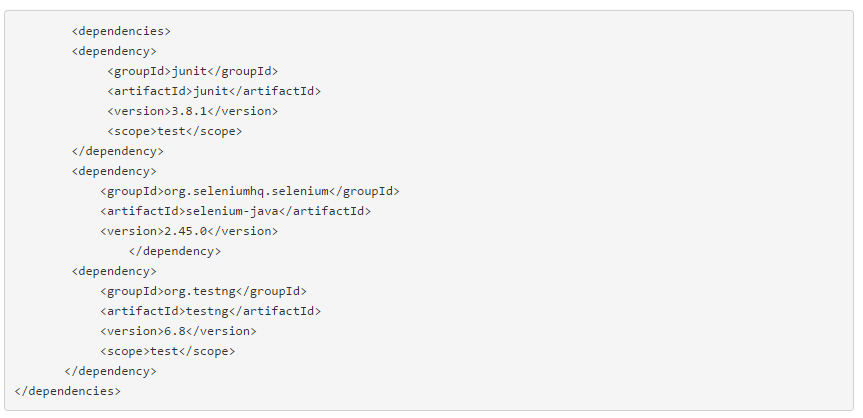 <dependencies>
<dependency>
<groupId>junit</groupId>
<artifactId>junit</artifactId>
<version>3.8.1</version>
<scope>test</scope>
</dependency>
<dependency>
<groupId>org.seleniumhq.selenium</groupId>
<artifactId>selenium-java</artifactId>
<version>2.45.0</version>
</dependency>
<dependency>
<groupId>org.testng</groupId>
<artifactId>testng</artifactId>
<version>6.8</version>
<scope>test</scope>
</dependency>
</dependencies>